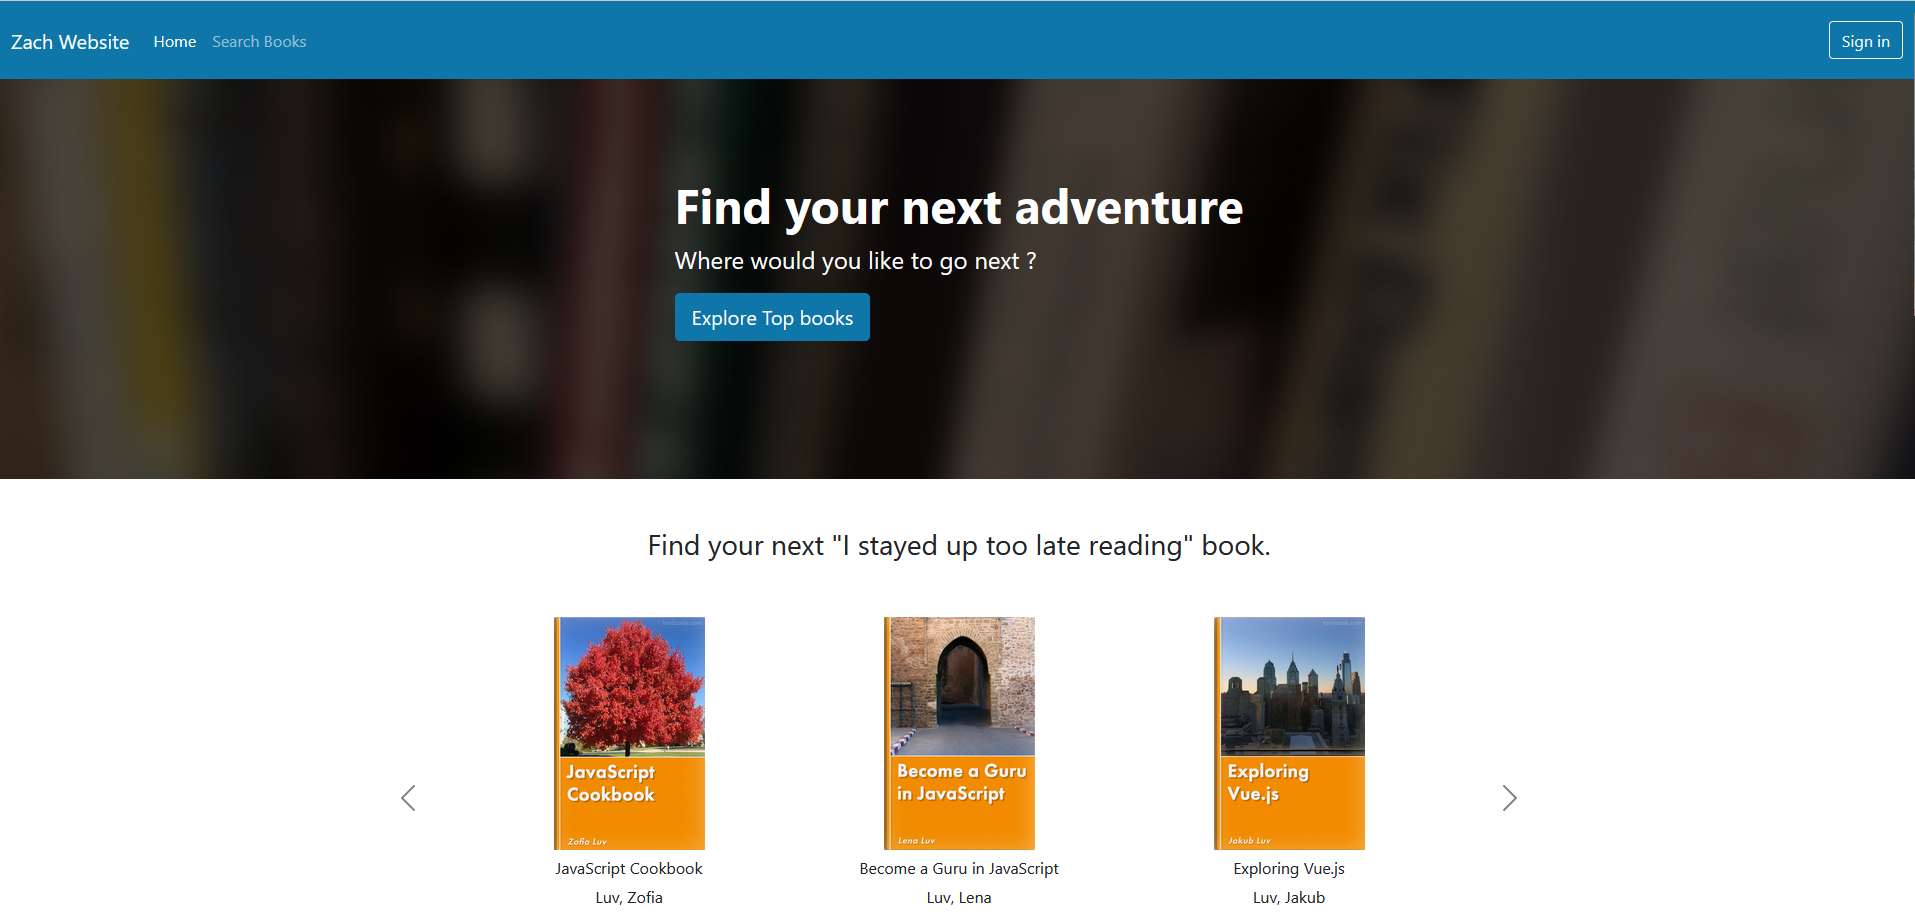 Zach Website Home Search Books Sign in
Find your next adventure
Where would you like to go next ?
Explore Top books
Find your next "I stayed up too late reading" book.
JavaScript
Cookbook
Zofia Luv
JavaScript Cookbook
Luv, Zofia
Become a Guru
in JavaScript
Lena Luv
Become a Guru in JavaScript
Luv, Lena
Exploring
Vue.js
Jakub Luv
Exploring Vue.js
Luv, Jakub